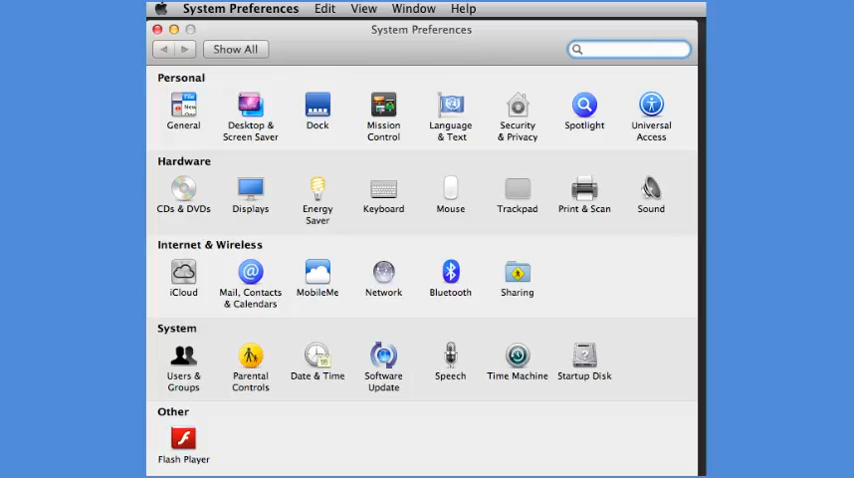 System Preferences Edit View Window Help
System Preferences
Show All
Personal
General
Desktop &
Screen Saver
Dock
Mission
Control
Language
& Text
Security
& Privacy
Spotlight
Universal
Access
Hardware
CDs & DVDs
Displays
Energy
Saver
Keyboard
Mouse
Trackpad
Print & Scan
Sound
Internet & Wireless
iCloud
Mail, Contacts
& Calendars
MobileMe
Network
Bluetooth
Sharing
System
Users &
Groups
Parental
Controls
Date & Time
Software
Update
Speech
Time Machine
Startup Disk
Other
Flash Player